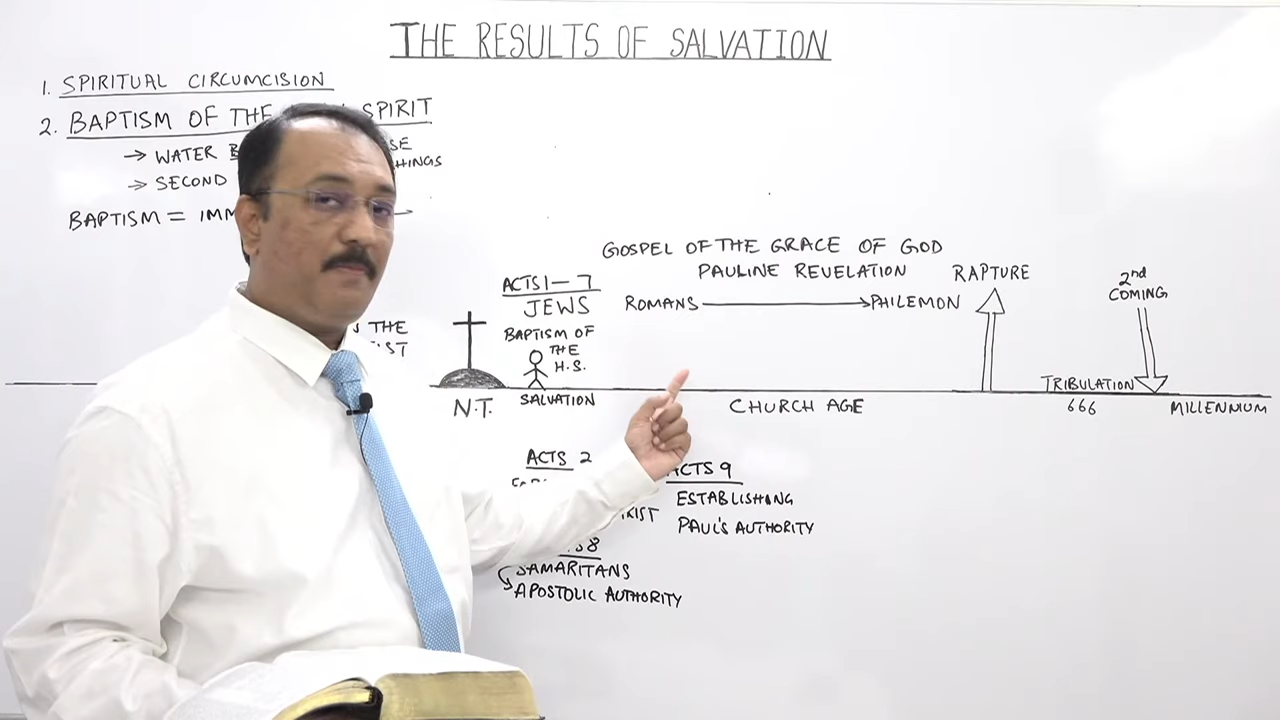 THE RESULTS OF SALVATION
1. SPIRITUAL CIRCUMCISION
2. BAPTISM OF THE SPIRIT
→ WATER
→ SECOND
BAPTISM =
THE
ACTS 1 — 7
JEWS
BAPTISM OF
THE
H.S.
SALVATION
N.T.
GOSPEL OF THE GRACE OF GOD
PAULINE REVELATION
ROMANS → PHILEMON
RAPTURE
2nd
COMING
CHURCH AGE
TRIBULATION
666
MILLENNIUM
ACTS 2
ACTS 9
ESTABLISHING
PAUL'S AUTHORITY
SAMARITANS
APOSTOLIC AUTHORITY